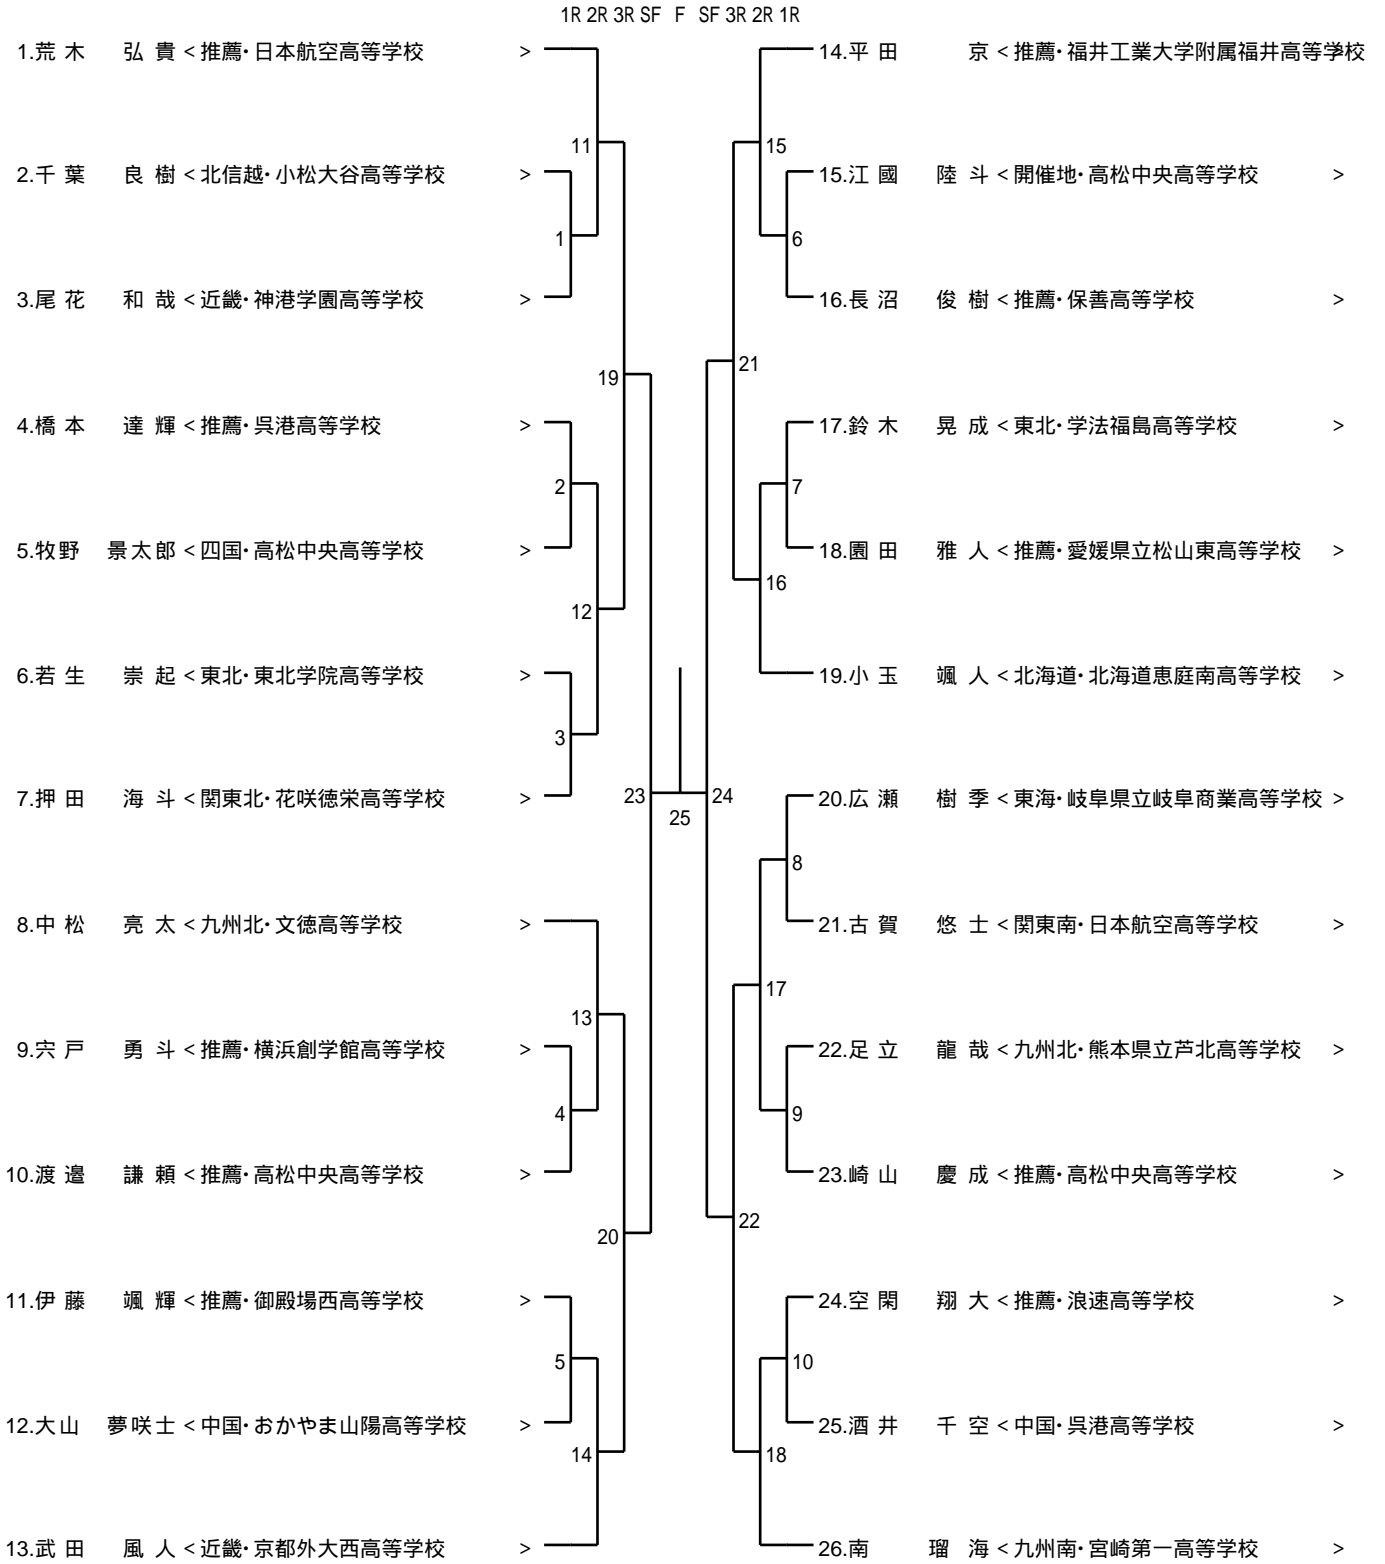 1R 2R 3R SF F SF 3R 2R 1R
1.荒木 弘貴 < 推薦・日本航空高等学校 >
2.千葉 良樹 < 北信越・小松大谷高等学校 >
3.尾花 和哉 < 近畿・神港学園高等学校 >
4.橋本 達輝 < 推薦・呉港高等学校 >
5.牧野 景太郎 < 四国・高松中央高等学校 >
6.若生 崇起 < 東北・東北学院高等学校 >
7.押田 海斗 < 関東北・花咲徳栄高等学校 >
8.中松 亮太 < 九州北・文徳高等学校 >
9.宍戸 勇斗 < 推薦・横浜創学館高等学校 >
10.渡邉 謙頼 < 推薦・高松中央高等学校 >
11.伊藤 颯輝 < 推薦・御殿場西高等学校 >
12.大山 夢咲士 < 中国・おかやま山陽高等学校 >
13.武田 風人 < 近畿・京都外大西高等学校 >
11
1
19
2
12
3
23
25
24
13
4
20
5
14
15
6
21
7
16
8
17
9
22
10
18
14.平田 京 < 推薦・福井工業大学附属福井高等学校 >
15.江國 陸斗 < 開催地・高松中央高等学校 >
16.長沼 俊樹 < 推薦・保善高等学校 >
17.鈴木 晃成 < 東北・学法福島高等学校 >
18.園田 雅人 < 推薦・愛媛県立松山東高等学校 >
19.小玉 颯人 < 北海道・北海道恵庭南高等学校 >
20.広瀬 樹季 < 東海・岐阜県立岐阜商業高等学校 >
21.古賀 悠士 < 関東南・日本航空高等学校 >
22.足立 龍哉 < 九州北・熊本県立芦北高等学校 >
23.崎山 慶成 < 推薦・高松中央高等学校 >
24.空閑 翔大 < 推薦・浪速高等学校 >
25.酒井 千空 < 中国・呉港高等学校 >
26.南 瑠海 < 九州南・宮崎第一高等学校 >